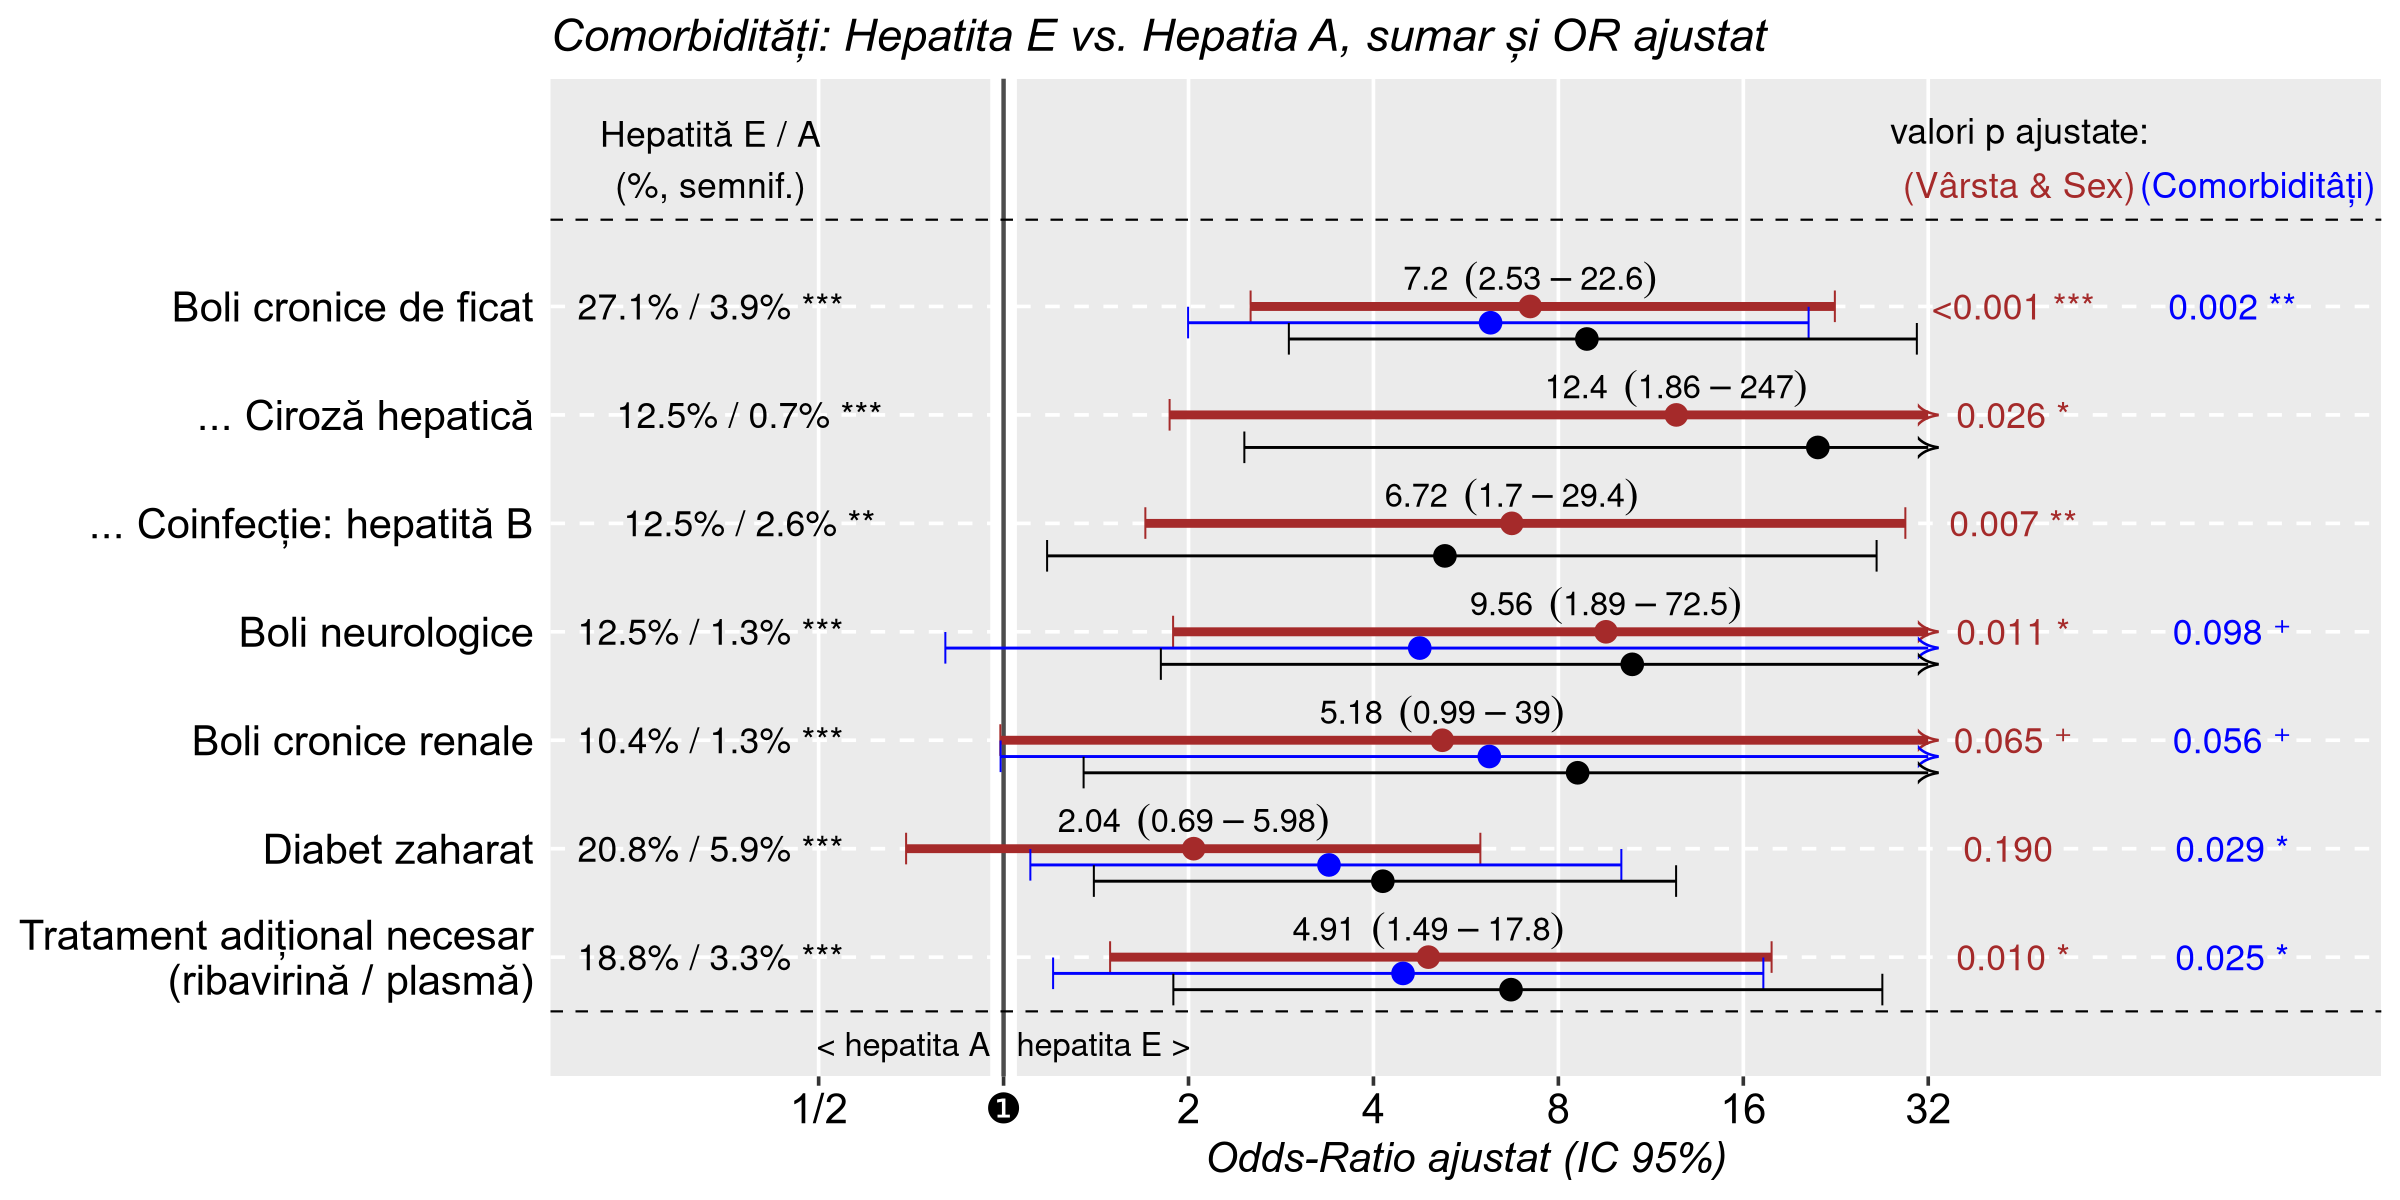 Comorbidități: Hepatita E vs. Hepatia A, sumar și OR ajustat
Hepatită E / A
(%, semnif.)
valori p ajustate:
(Vârsta & Sex) (Comorbidităţi)
Boli cronice de ficat 27.1% / 3.9% *** 7.2 (2.53 – 22.6) <0.001 *** 0.002 **
... Ciroză hepatică 12.5% / 0.7% *** 12.4 (1.86 – 247) 0.026 *
... Coinfecție: hepatită B 12.5% / 2.6% ** 6.72 (1.7 – 29.4) 0.007 **
Boli neurologice 12.5% / 1.3% *** 9.56 (1.89 – 72.5) 0.011 * 0.098 +
Boli cronice renale 10.4% / 1.3% *** 5.18 (0.99 – 39) 0.065 + 0.056 +
Diabet zaharat 20.8% / 5.9% *** 2.04 (0.69 – 5.98) 0.190 0.029 *
Tratament adițional necesar
(ribavirină / plasmă) 18.8% / 3.3% *** 4.91 (1.49 – 17.8) 0.010 * 0.025 *
< hepatita A hepatita E >
1/2 ❶ 2 4 8 16 32
Odds-Ratio ajustat (IC 95%)